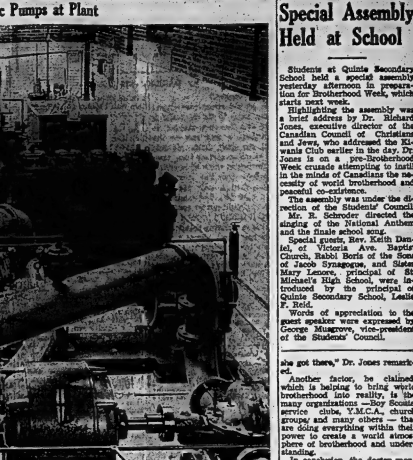 c Pumps at Plant
Special Assembly
Held at School
Students at Quinte Secondary
School held a special assembly
yesterday afternoon in prepara-
tion for Brotherhood Week, which
starts next week.
Highlighting the assembly was
a brief address by Dr. Richard
Jones, executive director of the
Canadian Council of Christians
and Jews, who addressed the Ki-
wanis Club earlier in the day. Dr.
Jones is on a pre-Brotherhood
Week crusade attempting to instil
in the minds of Canadians the ne-
cessity of world brotherhood and
peaceful co-existence.
The assembly was under the di-
rection of the Students' Council
Mr. R. Schroder directed the
singing of the National Anthem
and the finale school song.
Special guests, Rev. Keith Dan-
iel, of Victoria Ave. Baptist
Church, Rabbi Boris of the Sons
of Jacob Synagogue, and Sister
Mary Lenore, principal of St
Michael's High School, were in-
troduced by the principal of
Quinte Secondary School, Leslie
F. Reid.
Words of appreciation to the
guest speaker were expressed by
George Musgrove, vice-president
of the Students' Council.
she got there," Dr. Jones remark-
ed.
Another factor, he claimed
which is helping to bring world
brotherhood into reality, is the
many organizations — Boy Scouts
service clubs, Y.M.C.A., church
groups and many others — that
are doing everything within their
power to create a world atmos-
phere of brotherhood and under-
standing.